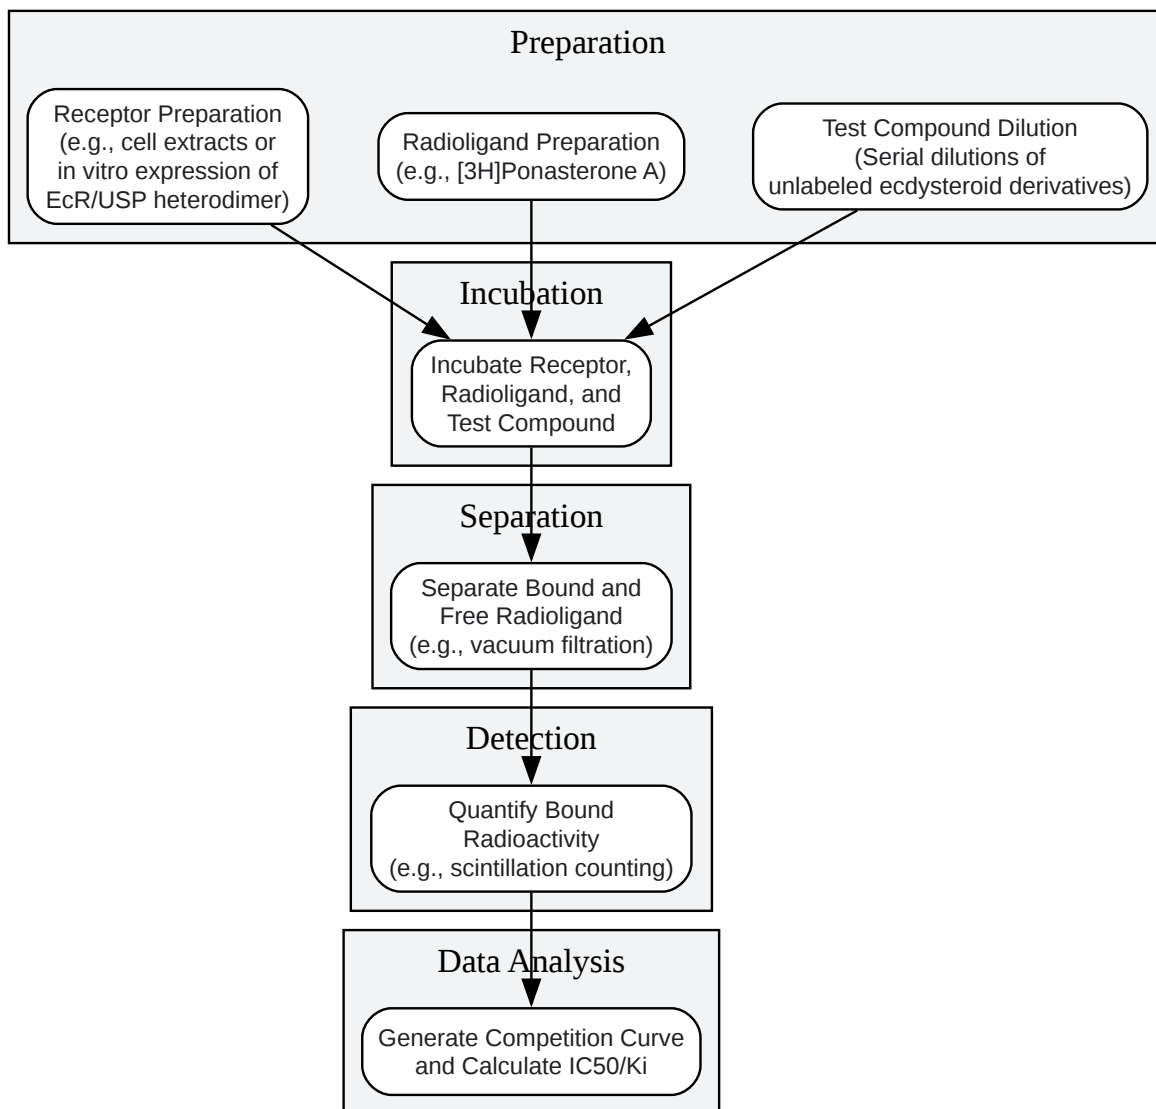 Preparation
Receptor Preparation
(e.g., cell extracts or
in vitro expression of
EcR/USP heterodimer)
Radioligand Preparation
(e.g., [3H]Ponasterone A)
Test Compound Dilution
(Serial dilutions of
unlabeled ecdysteroid derivatives)
Incubation
Incubate Receptor,
Radioligand, and
Test Compound
Separation
Separate Bound and
Free Radioligand
(e.g., vacuum filtration)
Detection
Quantify Bound
Radioactivity
(e.g., scintillation counting)
Data Analysis
Generate Competition Curve
and Calculate IC50/Ki